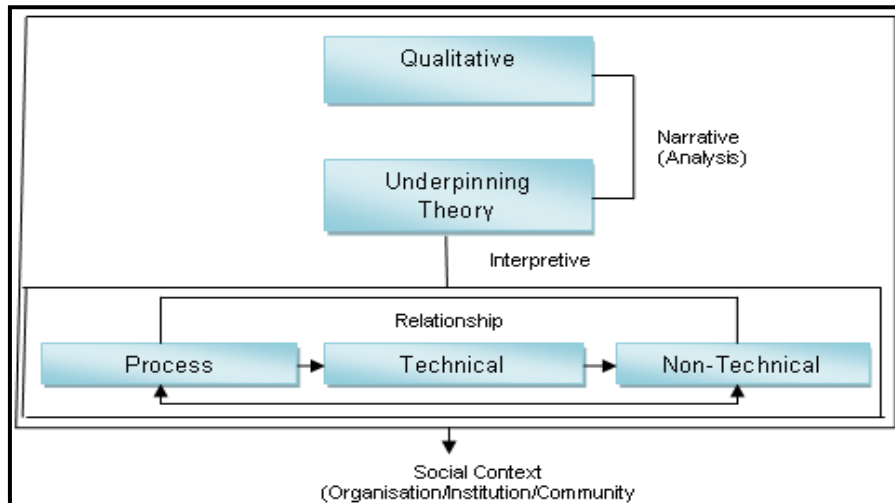 Qualitative
Narrative
(Analysis)
Underpinning
Theory
Interpretive
Relationship
Process
Technical
Non-Technical
Social Context
(Organisation/Institution/Community